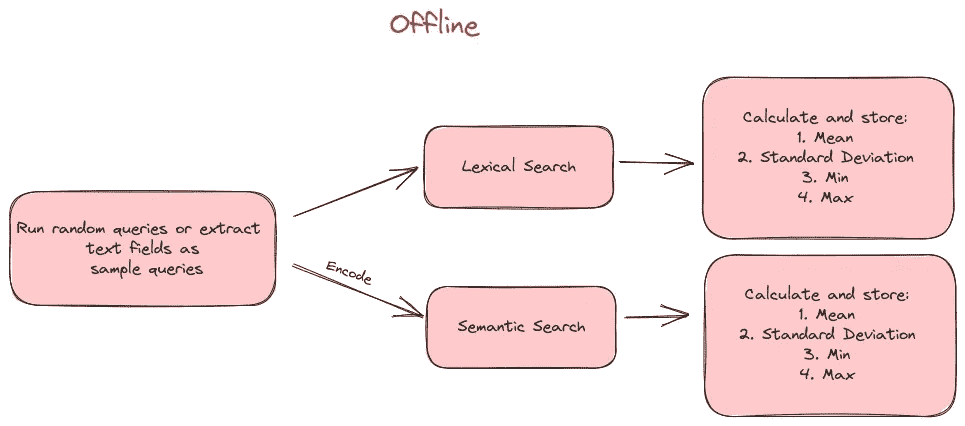 Offline
Run random queries or extract
text fields as
sample queries
Encode
Lexical Search
Semantic Search
Calculate and store:
1. Mean
2. Standard Deviation
3. Min
4. Max
Calculate and store:
1. Mean
2. Standard Deviation
3. Min
4. Max